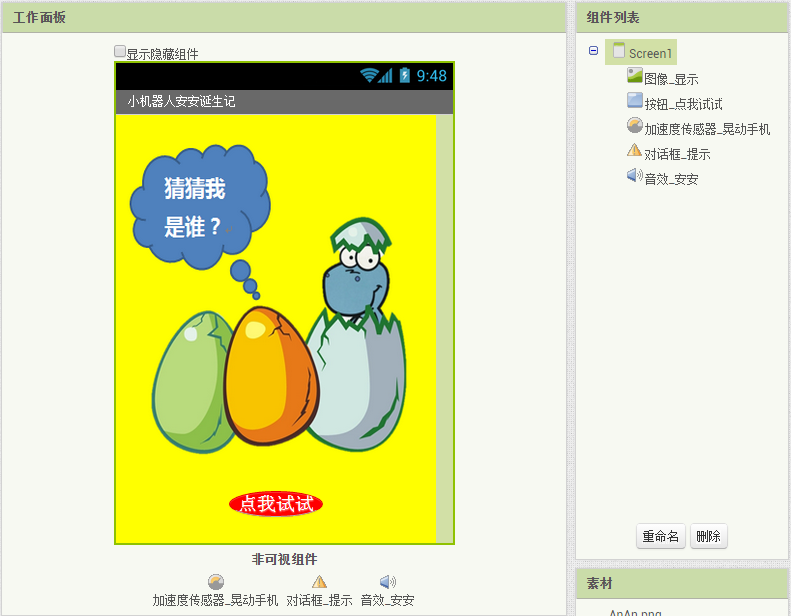 工作面板
显示隐藏组件
9:48
小机器人安安诞生记
猜猜我
是谁？
点我试试
非可视组件
加速度传感器_晃动手机 对话框_提示 音效_安安
组件列表
Screen1
图像_显示
按钮_点我试试
加速度传感器_晃动手机
对话框_提示
音效_安安
重命名 删除
素材
AnAn.png